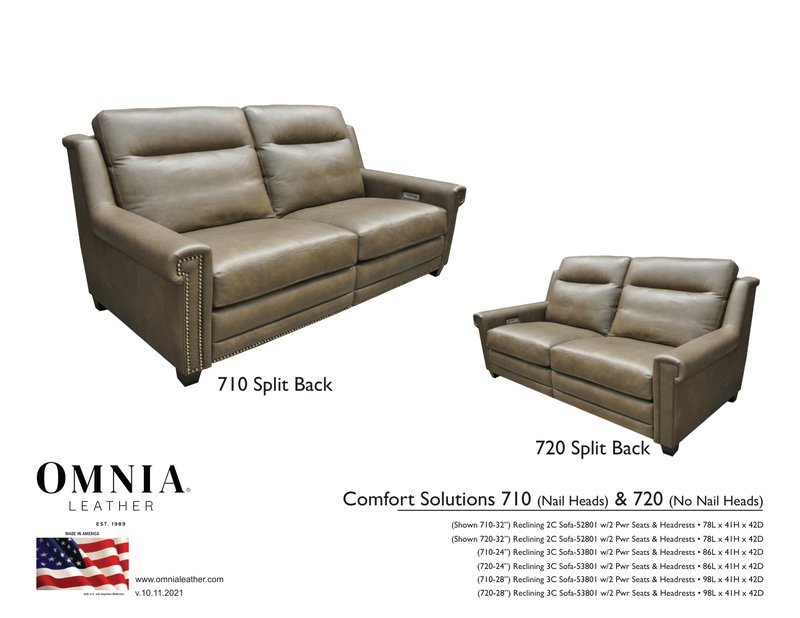 710 Split Back
720 Split Back
OMNIA®
LEATHER
EST. 1989
MADE IN AMERICA
with U.S. and Imported Materials
www.omnialeather.com
v.10.11.2021
Comfort Solutions 710 (Nail Heads) & 720 (No Nail Heads)
(Shown 710-32”) Reclining 2C Sofa-52801 w/2 Pwr Seats & Headrests • 78L x 41H x 42D
(Shown 720-32”) Reclining 2C Sofa-52801 w/2 Pwr Seats & Headrests • 78L x 41H x 42D
(710-24”) Reclining 3C Sofa-53801 w/2 Pwr Seats & Headrests • 86L x 41H x 42D
(720-24”) Reclining 3C Sofa-53801 w/2 Pwr Seats & Headrests • 86L x 41H x 42D
(710-28”) Reclining 3C Sofa-53801 w/2 Pwr Seats & Headrests • 98L x 41H x 42D
(720-28”) Reclining 3C Sofa-53801 w/2 Pwr Seats & Headrests • 98L x 41H x 42D